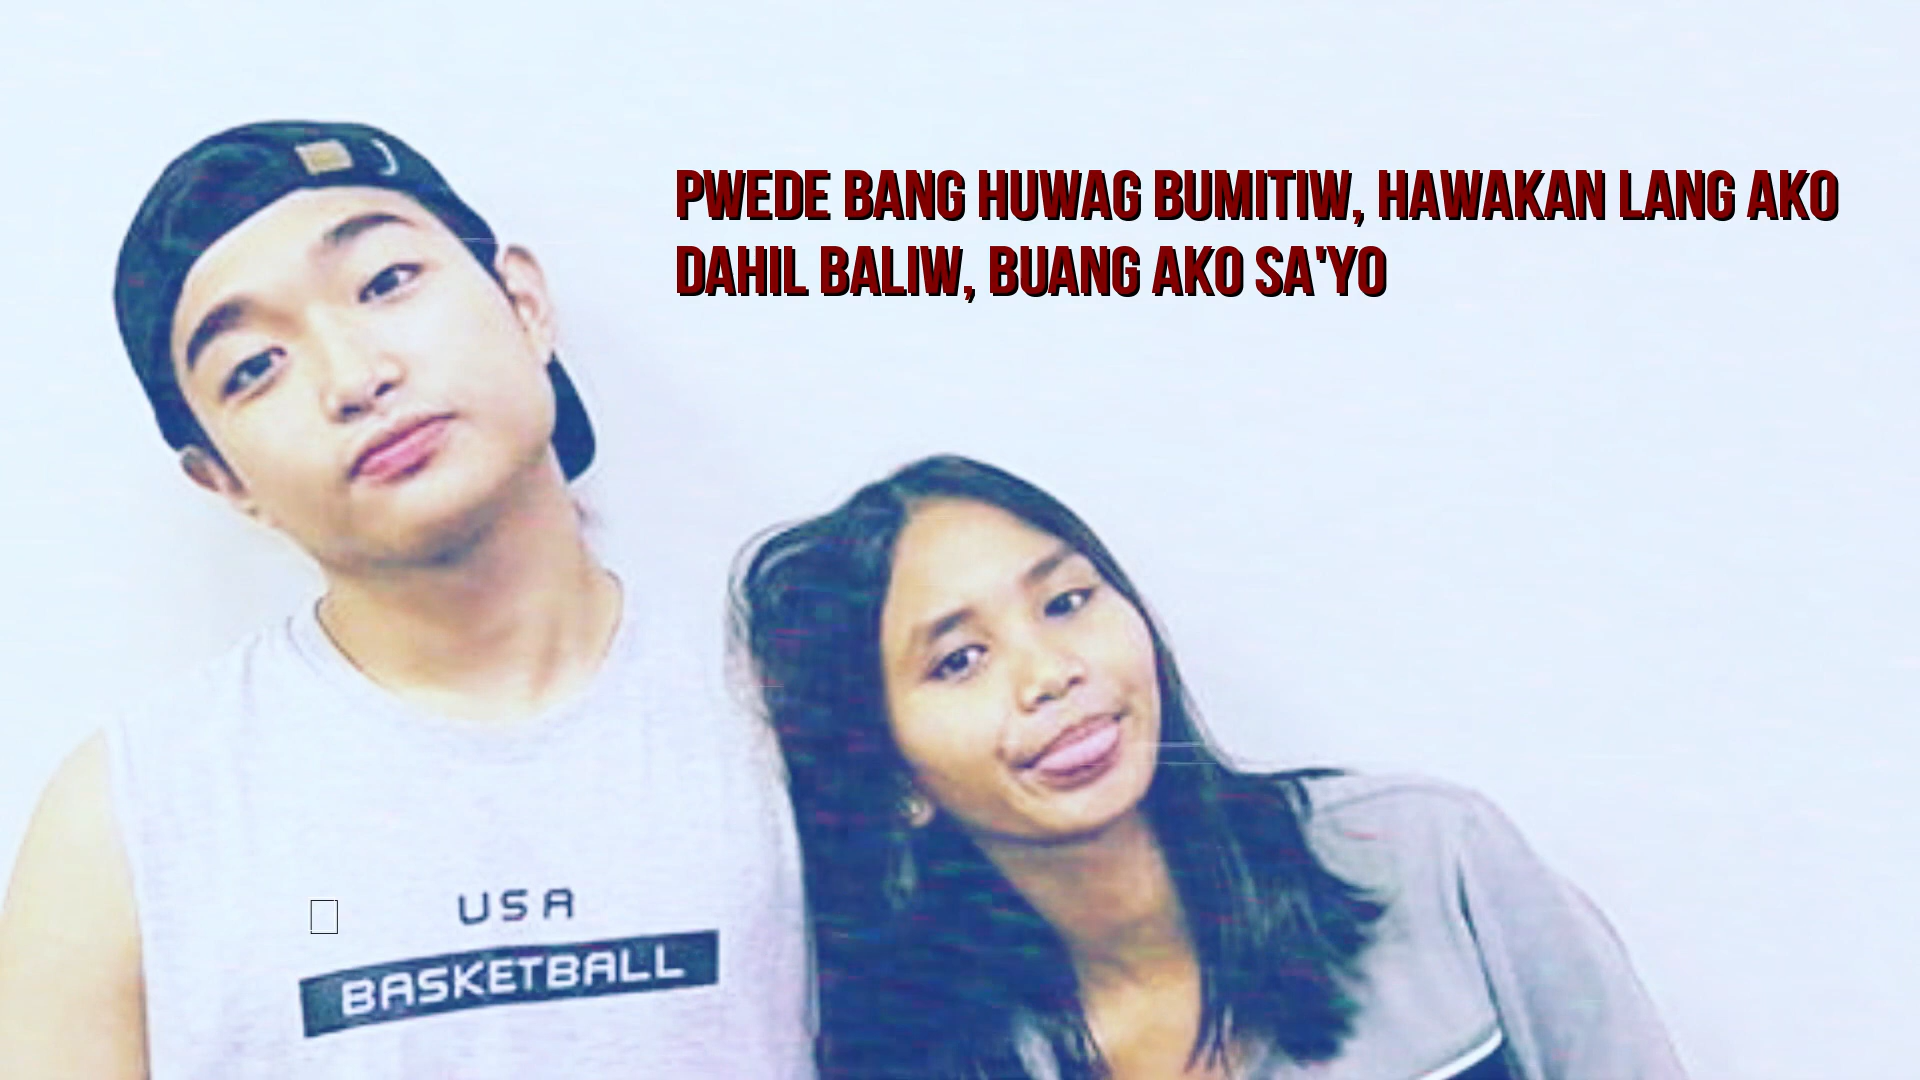 PWEDE BANG HUWAG BUMITIW, HAWAKAN LANG AKO
DAHIL BALIW, BUANG AKO SA'YO
USA
BASKETBALL